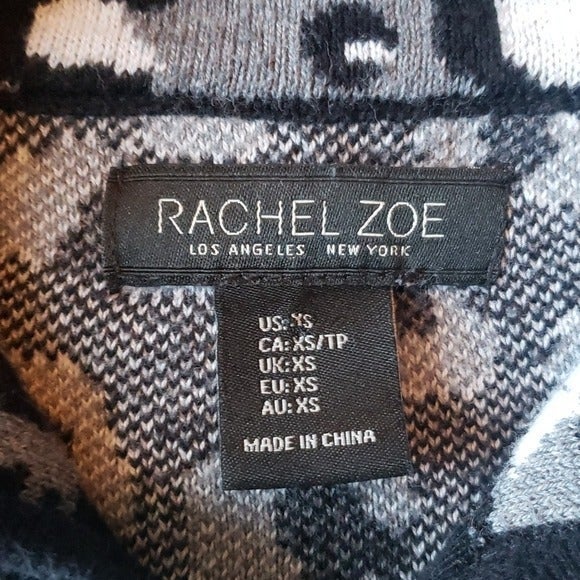 RACHEL ZOE
LOS ANGELES NEW YORK
US: XS
CA: XS/TP
UK: XS
EU: XS
AU: XS
MADE IN CHINA